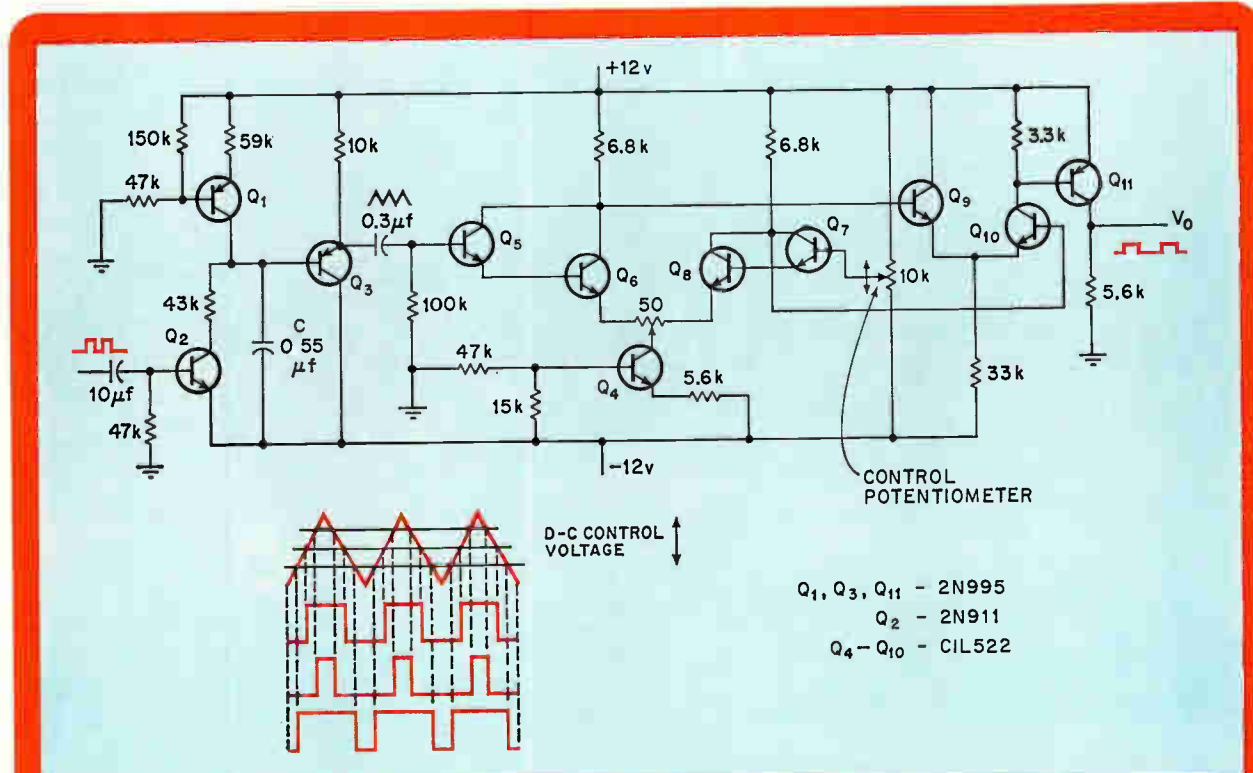 +12v
150k
59k
10k
6.8k
6.8k
3.3k
47k
Q1
0.3µf
Q5
Q9
Q11
Q10
Vo
Q3
Q6
Q8
Q7
10k
43k
100k
50
5.6k
C
0 55
µf
Q2
47k
Q4
5.6k
33k
10µf
47k
15k
-12v
CONTROL
POTENTIOMETER
D-C CONTROL
VOLTAGE
Q1, Q3, Q11 - 2N995
Q2 - 2N911
Q4-Q10 - CIL522